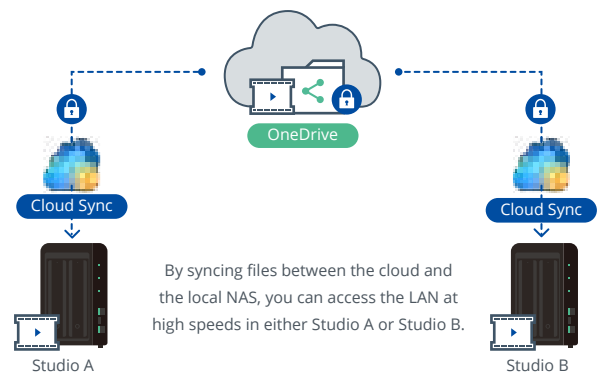 OneDrive
Cloud Sync
Cloud Sync
By syncing files between the cloud and
the local NAS, you can access the LAN at
high speeds in either Studio A or Studio B.
Studio A
Studio B